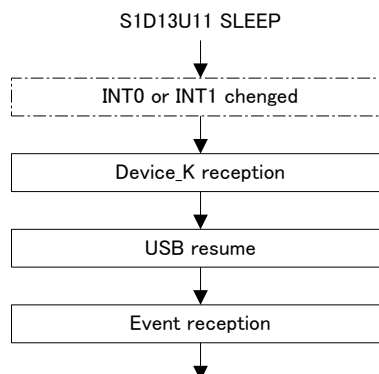 S1D13U11 SLEEP
INT0 or INT1 chenged
Device_K reception
USB resume
Event reception